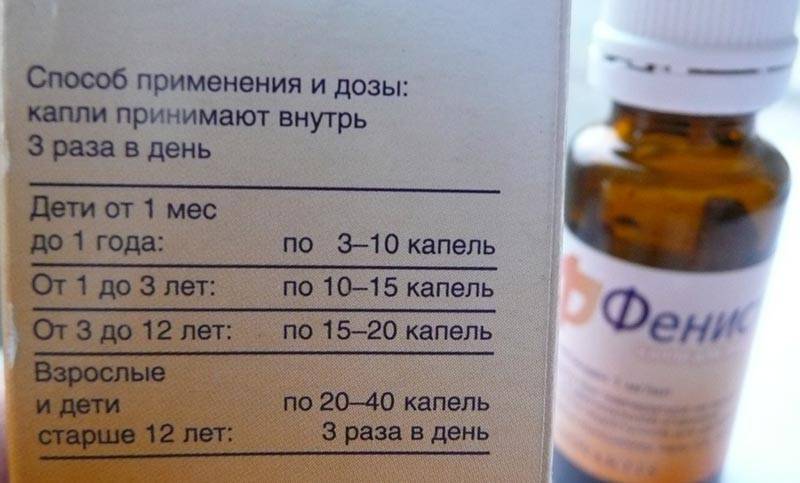 Способ применения и дозы:
капли принимают внутрь
3 раза в день
Дети от 1 мес
до 1 года: по 3–10 капель
От 1 до 3 лет: по 10–15 капель
От 3 до 12 лет: по 15–20 капель
Взрослые
и дети по 20–40 капель
старше 12 лет: 3 раза в день
Фенис